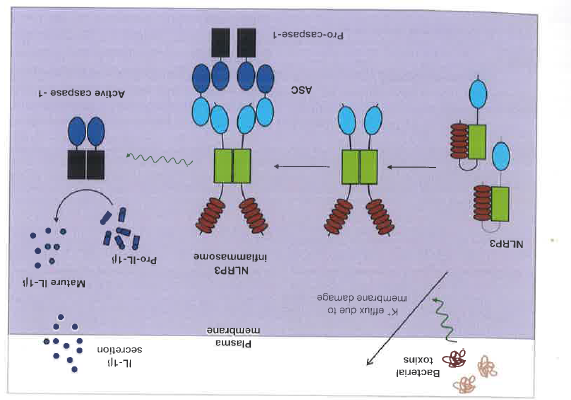 Bacterial
toxins
IL-1β
secretion
Plasma
membrane
K⁺ efflux due to
membrane damage
Mature IL-1β
Pro-IL-1β
NLRP3
inflammasome
NLRP3
Active caspase -1
ASC
Pro-caspase-1